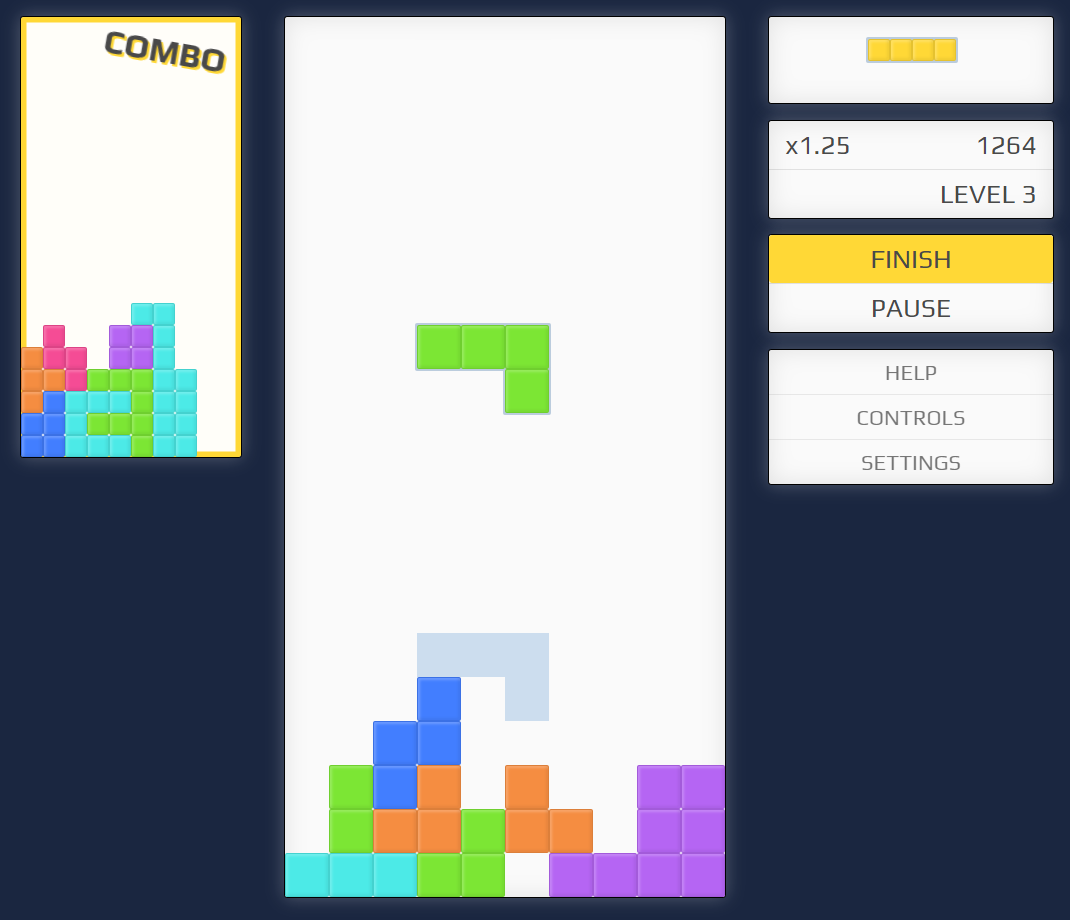 COMBO
x1.25 1264
LEVEL 3
FINISH
PAUSE
HELP
CONTROLS
SETTINGS